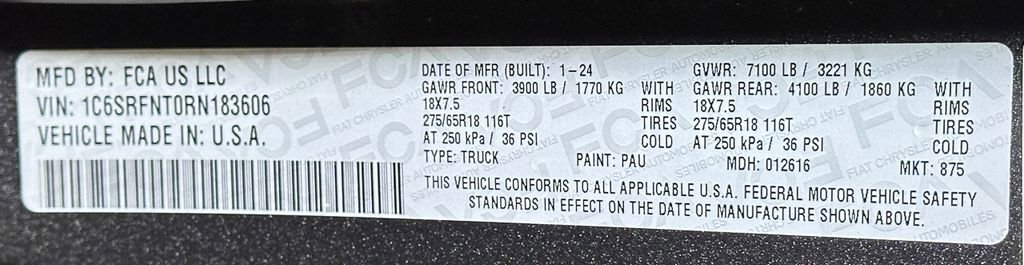 MFD BY: FCA US LLC
VIN: 1C6SRFNT0RN183606
VEHICLE MADE IN: U.S.A.
DATE OF MFR (BUILT): 1-24 GVWR: 7100 LB / 3221 KG
GAWR FRONT: 3900 LB / 1770 KG WITH GAWR REAR: 4100 LB / 1860 KG WITH
18X7.5 RIMS 18X7.5 RIMS
275/65R18 116T TIRES 275/65R18 116T TIRES
AT 250 kPa / 36 PSI COLD AT 250 kPa / 36 PSI COLD
TYPE: TRUCK PAINT: PAU MDH: 012616 MKT: 875
THIS VEHICLE CONFORMS TO ALL APPLICABLE U.S.A. FEDERAL MOTOR VEHICLE SAFETY
STANDARDS IN EFFECT ON THE DATE OF MANUFACTURE SHOWN ABOVE.